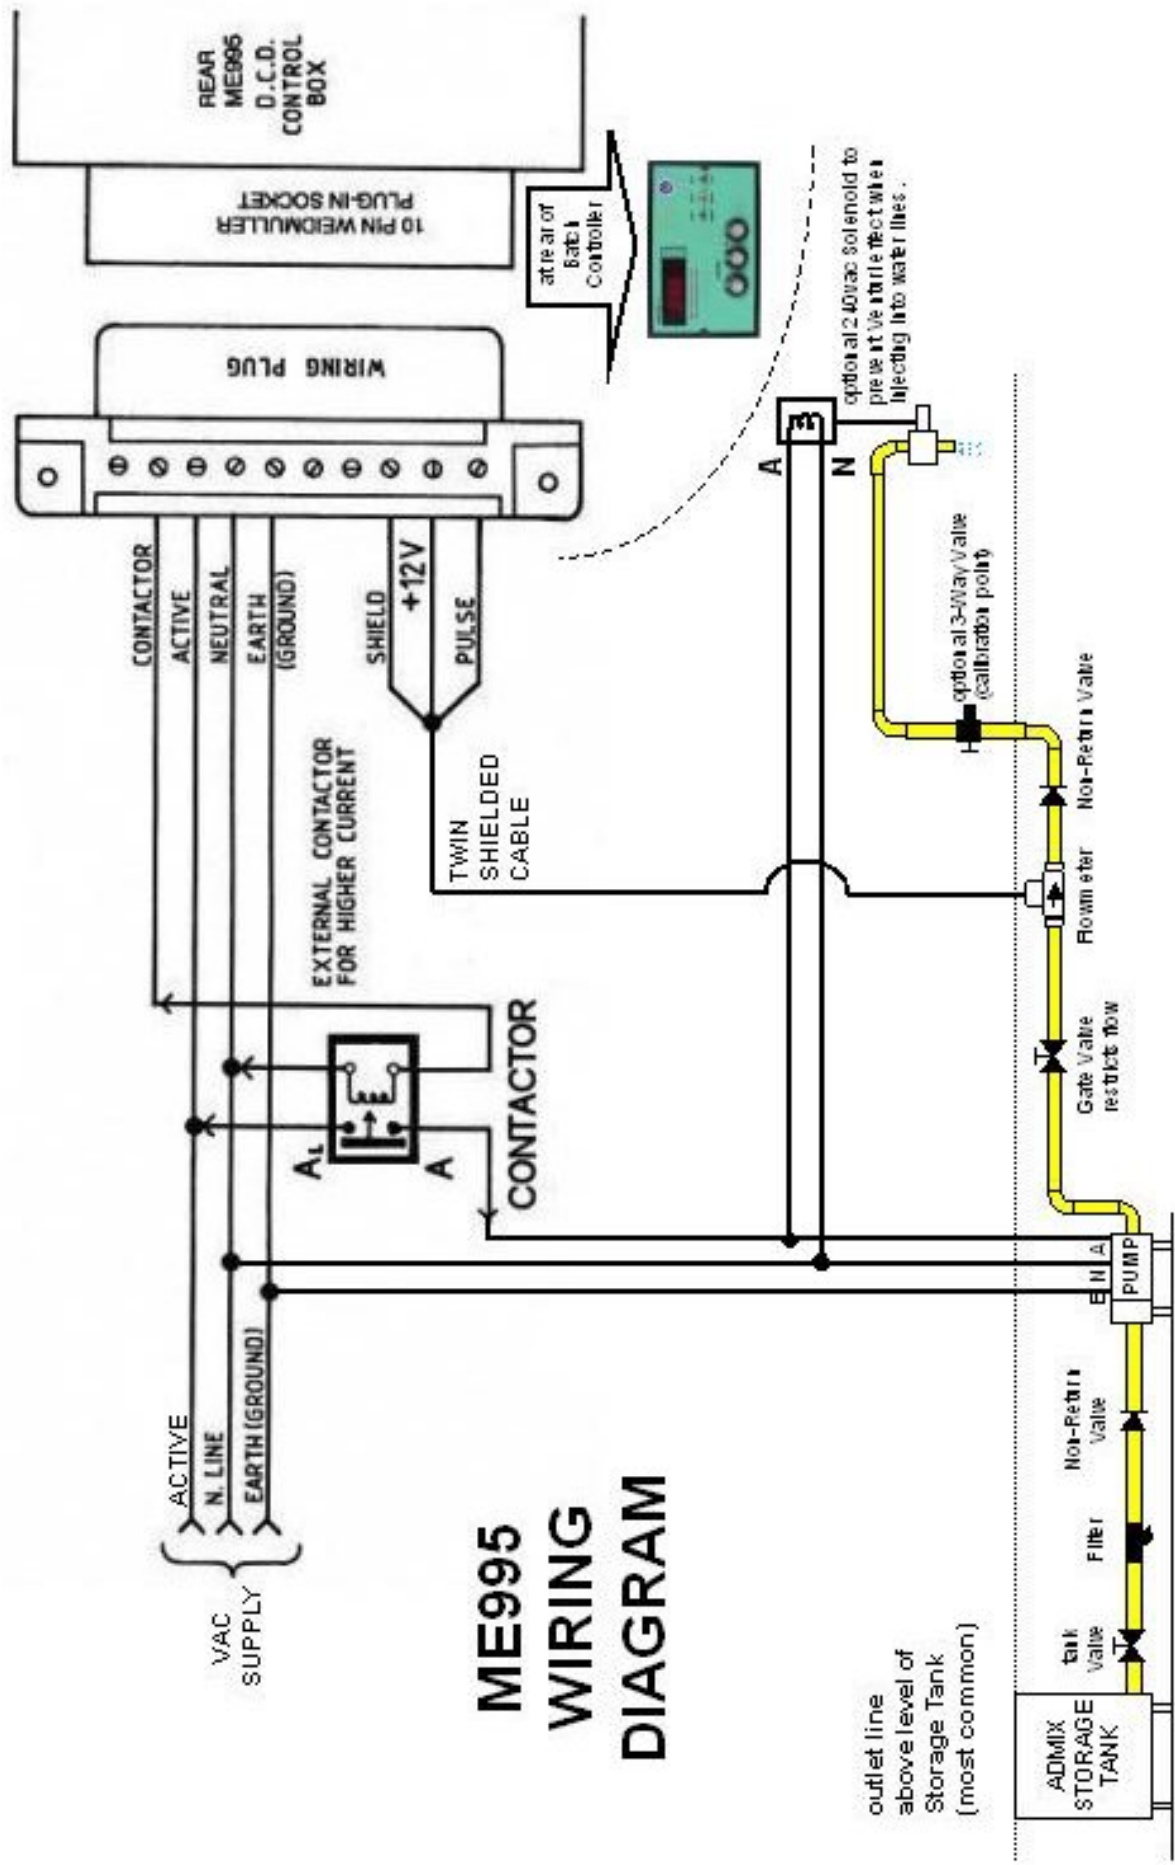 VAC
SUPPLY
ACTIVE
N. LINE
EARTH (GROUND)
AL
A
CONTACTOR
EXTERNAL CONTACTOR
FOR HIGHER CURRENT
CONTACTOR
ACTIVE
NEUTRAL
EARTH
(GROUND)
SHIELD
+12V
PULSE
TWIN
SHIELDED
CABLE
WIRING PLUG
10 PIN WEIDMULLER
PLUG-IN SOCKET
REAR
ME995
D.C.D.
CONTROL
BOX
at rear of
Batch
Controller
ME995
WIRING
DIAGRAM
A
N
optional 240vac Solenoid to
prevent Venturi effect when
Injecting into water lines.
optional 3-Way Valve
(calibration point)
outlet line
above level of
Storage Tank
(most common)
ADMIX
STORAGE
TANK
tank
Valve
Filter
Non-Return
Valve
E N A
PUMP
Gate Valve
restricts flow
Flowmeter
Non-Return Valve